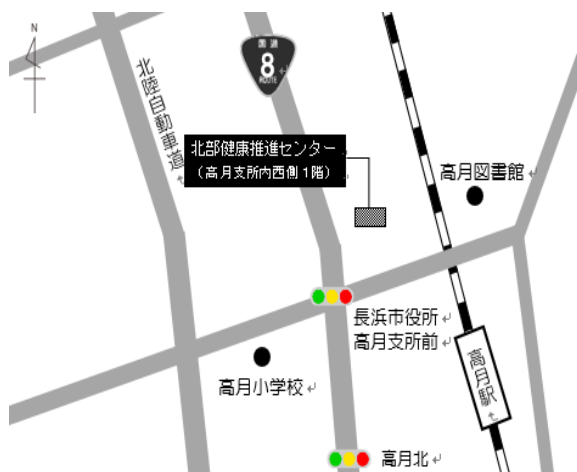 N
国道
8
ROUTE
北陸自動車道
北部健康推進センター
（高月支所内西側1階）
高月図書館
長浜市役所
高月支所前
高月駅
高月小学校
高月北